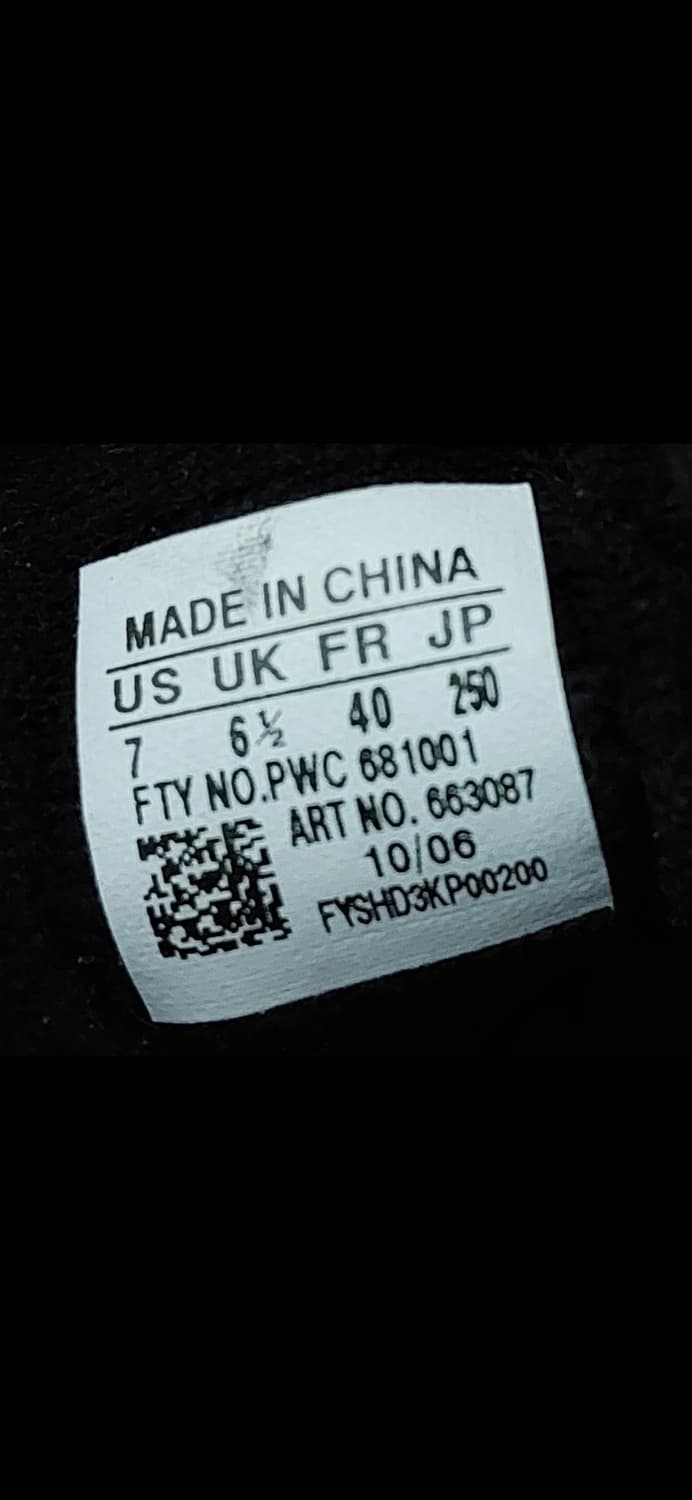 MADE IN CHINA
US UK FR JP
7 6½ 40 250
FTY NO.PWC 681001
ART NO. 663087
10/06
FYSHD3KP00200